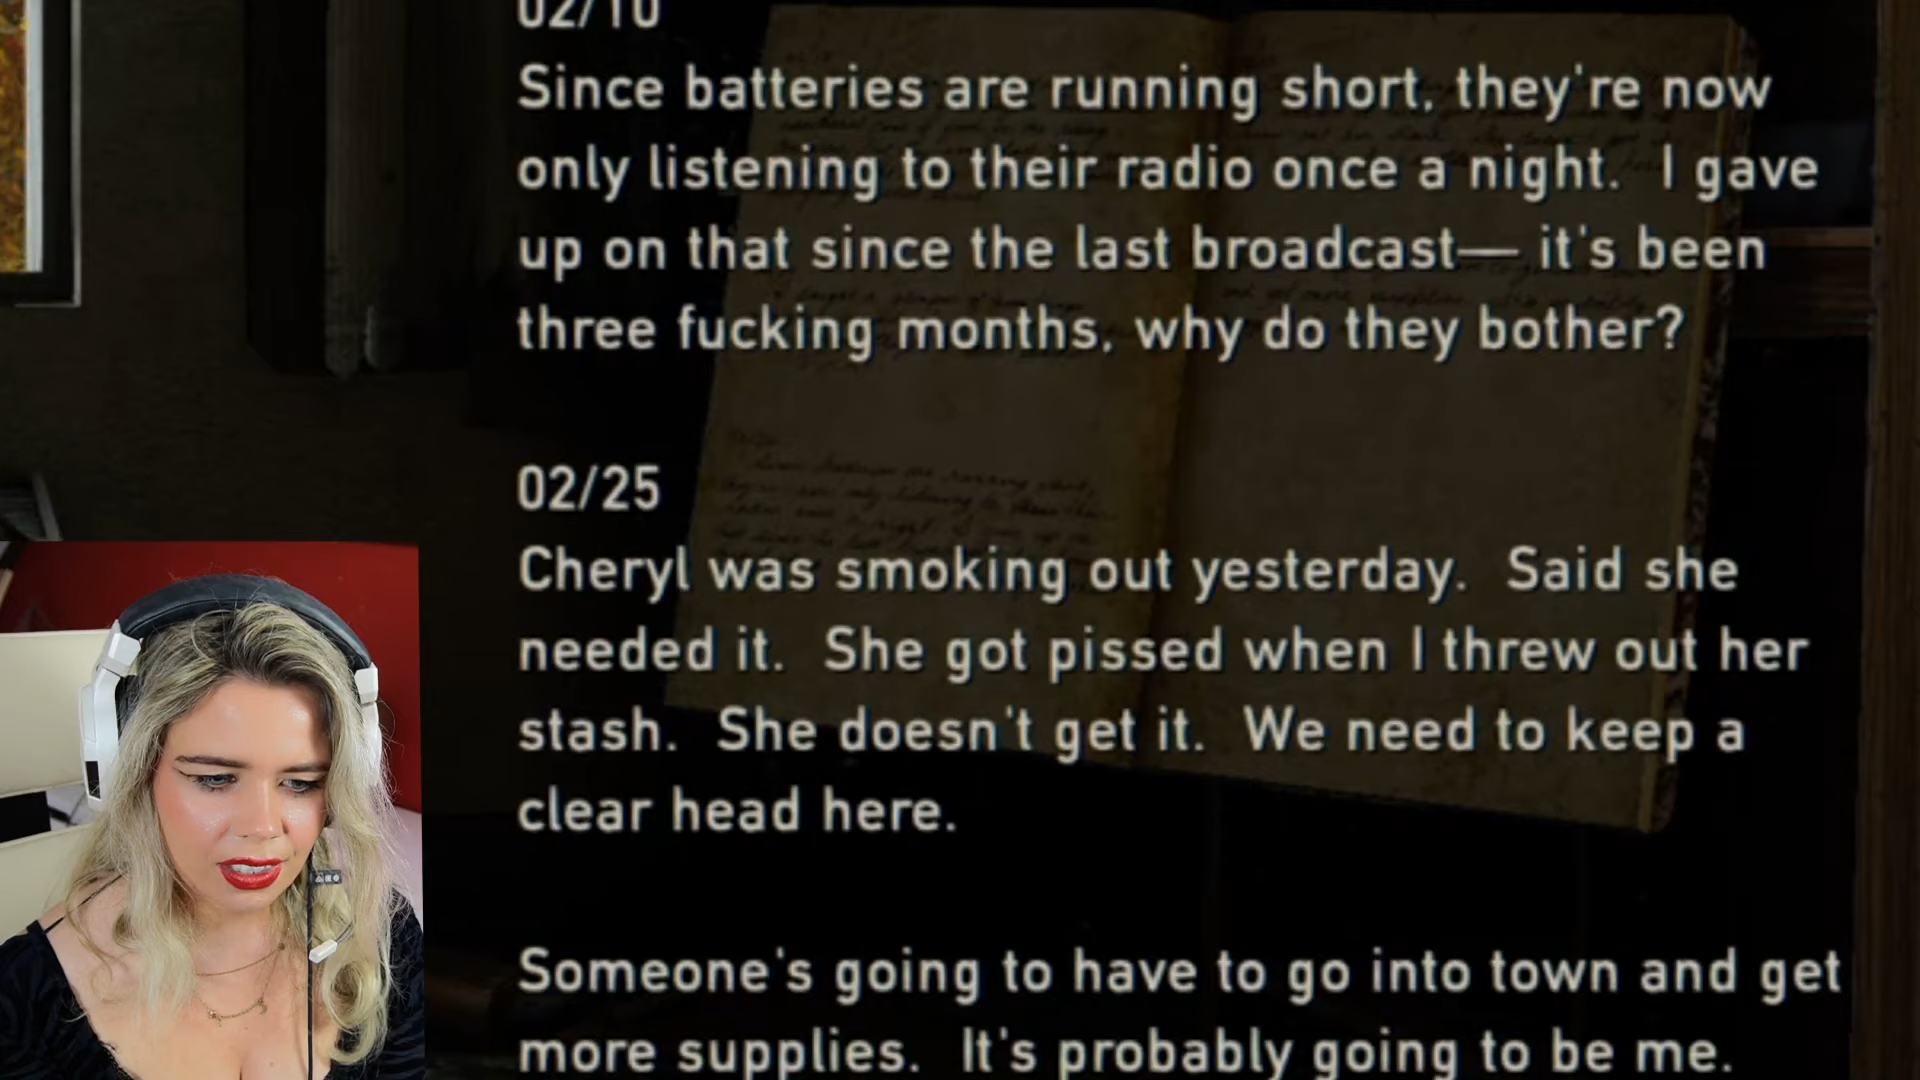 02/10
Since batteries are running short, they're now
only listening to their radio once a night. I gave
up on that since the last broadcast— it's been
three fucking months, why do they bother?
02/25
Cheryl was smoking out yesterday. Said she
needed it. She got pissed when I threw out her
stash. She doesn't get it. We need to keep a
clear head here.
Someone's going to have to go into town and get
more supplies. It's probably going to be me.